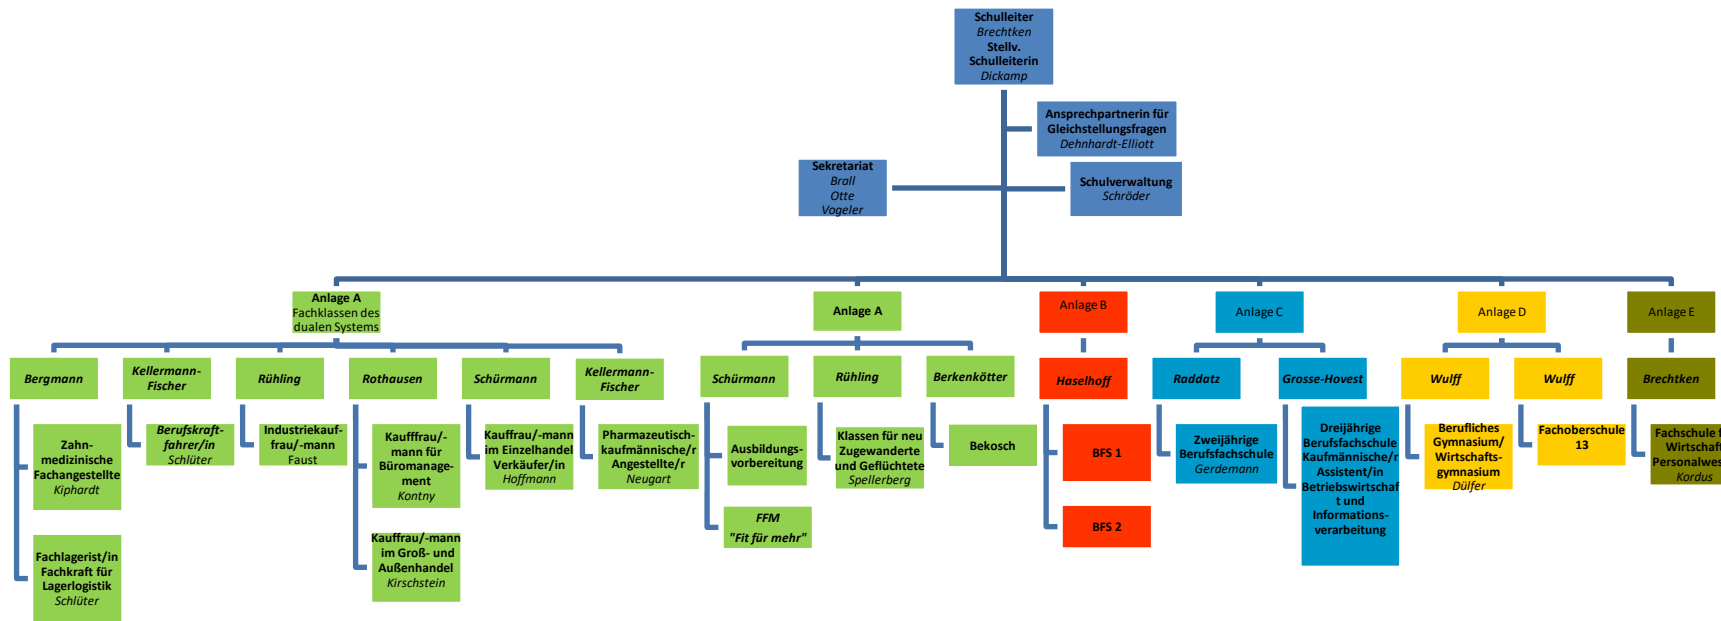 Schulleiter
Brechtken
Stellv.
Schulleiterin
Dickamp
Ansprechpartnerin für
Gleichstellungsfragen
Dehnhardt-Elliott
Sekretariat
Brall
Otte
Vogeler
Schulverwaltung
Schröder
Anlage A
Fachklassen des
dualen Systems
Anlage A
Anlage B
Anlage C
Anlage D
Anlage E
Bergmann
Kellermann-
Fischer
Rühling
Rothausen
Schürmann
Kellermann-
Fischer
Schürmann
Rühling
Berkenkötter
Haselhoff
Raddatz
Grosse-Hovest
Wulff
Wulff
Brechtken
Zahn-
medizinische
Fachangestellte
Kiphardt
Fachlagerist/in
Fachkraft für
Lagerlogistik
Schlüter
Berufskraft-
fahrer/in
Schlüter
Industriekauf-
frau/-mann
Faust
Kaufffrau/-
mann für
Büromanage-
ment
Kontny
Kauffrau/-mann
im Groß- und
Außenhandel
Kirschstein
Kauffrau/-mann
im Einzelhandel
Verkäufer/in
Hoffmann
Pharmazeutisch-
kaufmännische/r
Angestellte/r
Neugart
Ausbildungs-
vorbereitung
FFM
"Fit für mehr"
Klassen für neu
Zugewanderte
und Geflüchtete
Spellerberg
Bekosch
BFS 1
BFS 2
Zweijährige
Berufsfachschule
Gerdemann
Dreijährige
Berufsfachschule
Kaufmännische/r
Assistent/in
Betriebswirtschaf
t und
Informations-
verarbeitung
Berufliches
Gymnasium/
Wirtschafts-
gymnasium
Dülfer
Fachoberschule
13
Fachschule f
Wirtschaf
Personalwes
Kordus